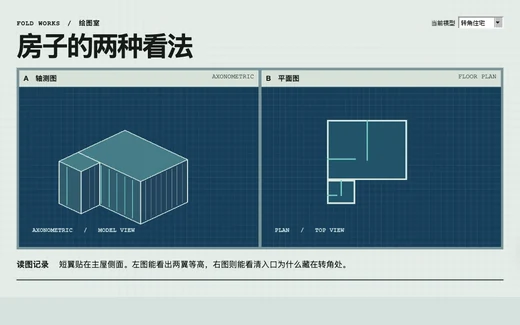 FOLD WORKS / 绘图室
当前模型 转角住宅
房子的两种看法
A 轴测图 AXONOMETRIC
B 平面图 FLOOR PLAN
AXONOMETRIC / MODEL VIEW
PLAN / TOP VIEW
读图记录 短翼贴在主屋侧面。左图能看出两翼等高，右图则能看清入口为什么藏在转角处。